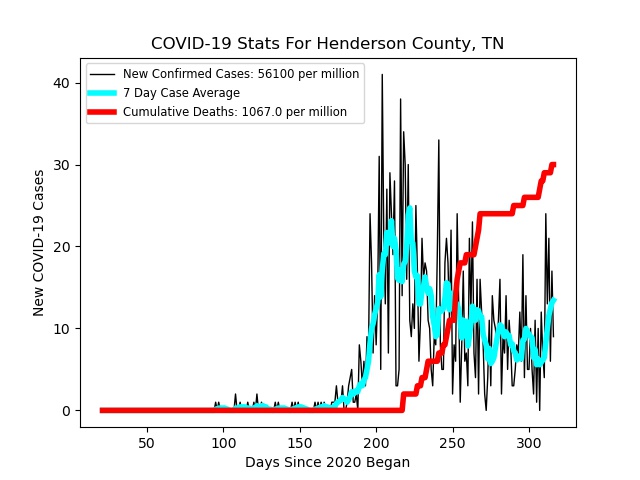 COVID-19 Stats For Henderson County, TN
New Confirmed Cases: 56100 per million
7 Day Case Average
Cumulative Deaths: 1067.0 per million
New COVID-19 Cases
40
30
20
10
0
50 100 150 200 250 300
Days Since 2020 Began